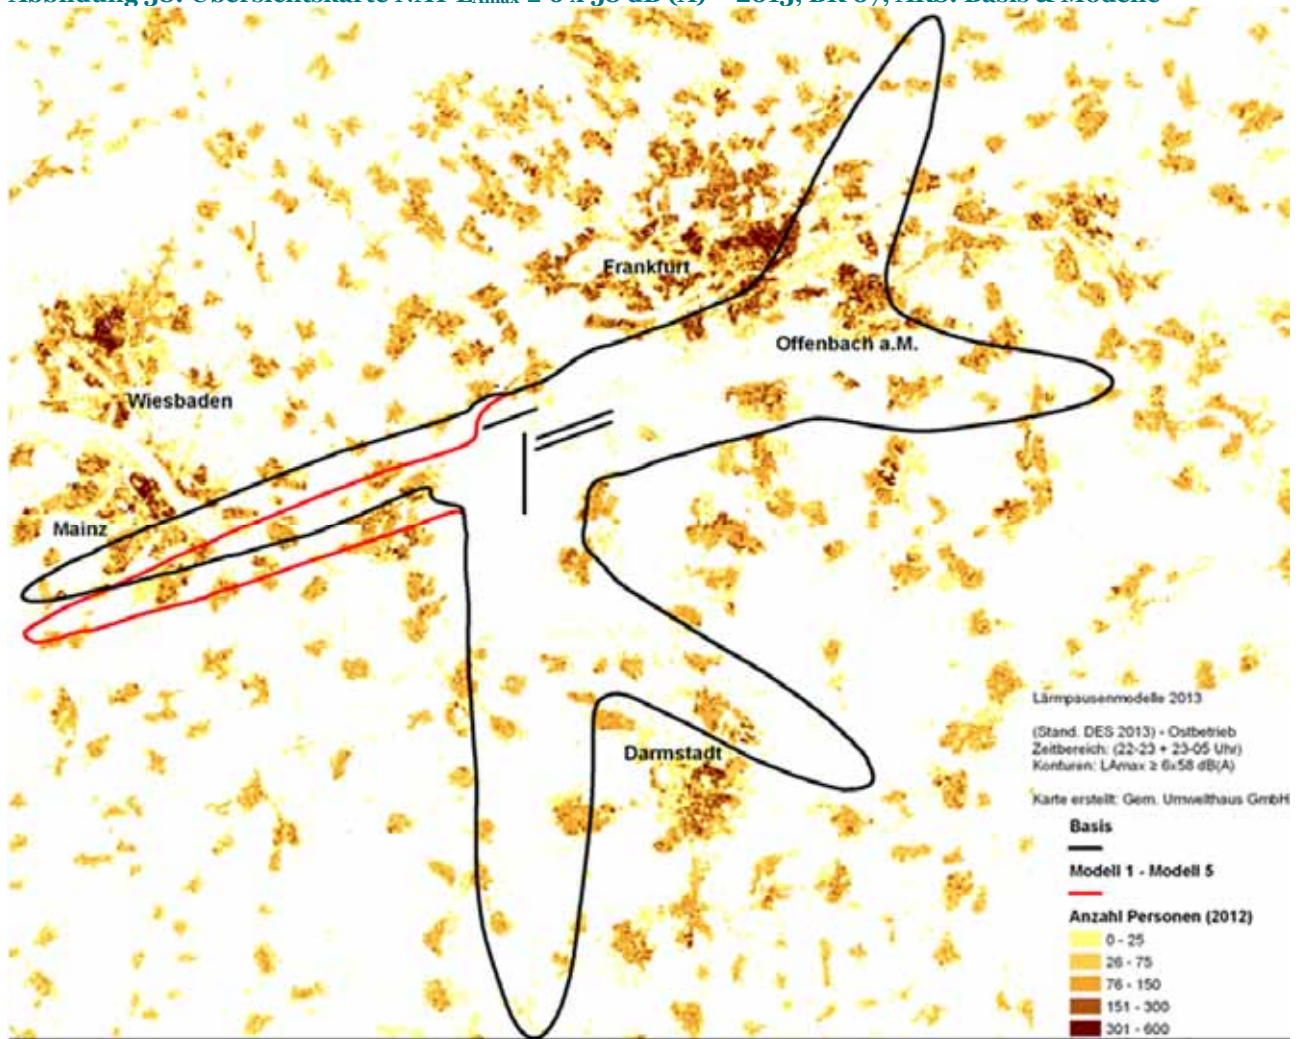 Frankfurt
Offenbach a.M.
Wiesbaden
Mainz
Darmstadt
Lärmpausenmodelle 2013
(Stand. DES 2013) - Ostbetrieb
Zeitbereich: (22-23 + 23-05 Uhr)
Konturen: LAmax ≥ 6x58 dB(A)
Karte erstellt: Gem. Umwelthaus GmbH
Basis
Modell 1 - Modell 5
Anzahl Personen (2012)
0 - 25
26 - 75
76 - 150
151 - 300
301 - 600